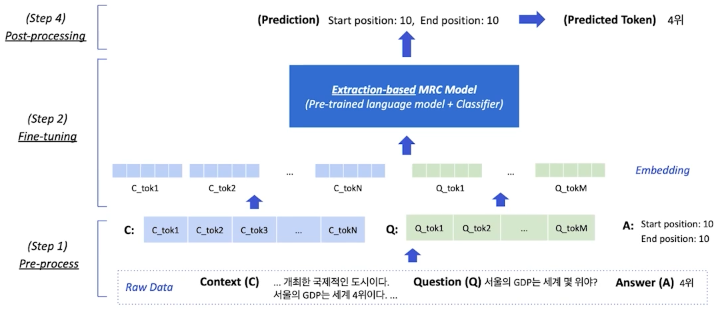 (Step 4)
Post-processing
(Prediction) Start position: 10, End position: 10
(Predicted Token) 4위
(Step 2)
Fine-tuning
Extraction-based MRC Model
(Pre-trained language model + Classifier)
C_tok1 C_tok2 ... C_tokN Q_tok1 ... Q_tokM
Embedding
(Step 1)
Pre-process
C: C_tok1 C_tok2 C_tok3 ... C_tokN
Q: Q_tok1 Q_tok2 ... Q_tokM
A: Start position: 10
End position: 10
Raw Data
Context (C) ... 개최한 국제적인 도시이다.
서울의 GDP는 세계 4위이다. ...
Question (Q) 서울의 GDP는 세계 몇 위야?
Answer (A) 4위